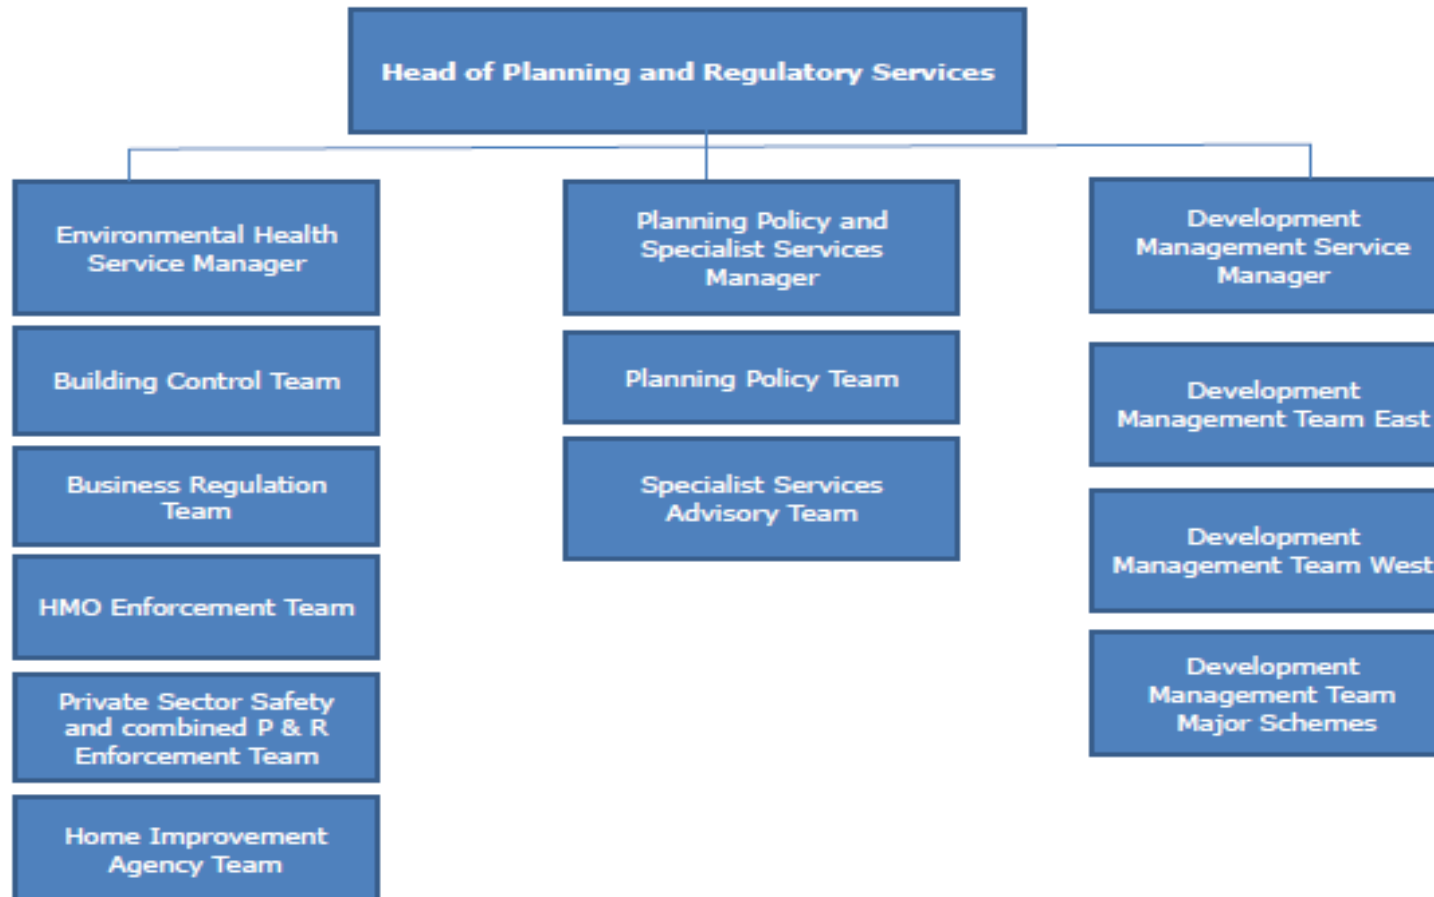 Head of Planning and Regulatory Services
Environmental Health
Service Manager
Building Control Team
Business Regulation
Team
HMO Enforcement Team
Private Sector Safety
and combined P & R
Enforcement Team
Home Improvement
Agency Team
Planning Policy and
Specialist Services
Manager
Planning Policy Team
Specialist Services
Advisory Team
Development
Management Service
Manager
Development
Management Team East
Development
Management Team West
Development
Management Team
Major Schemes